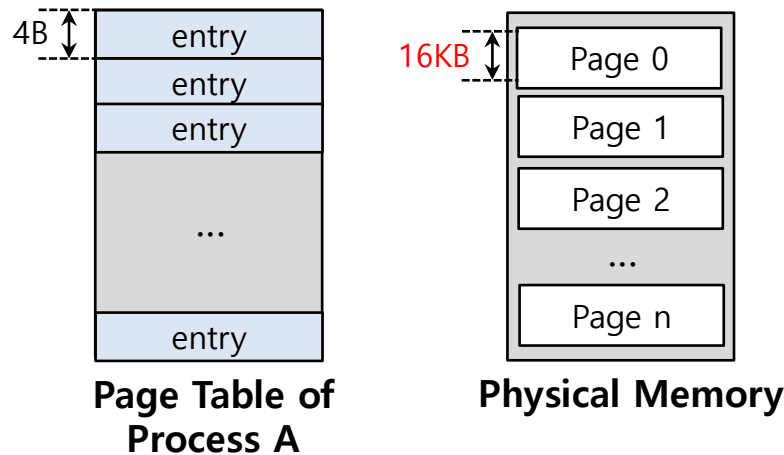 4B
entry
entry
entry
...
entry
Page Table of
Process A
16KB
Page 0
Page 1
Page 2
...
Page n
Physical Memory